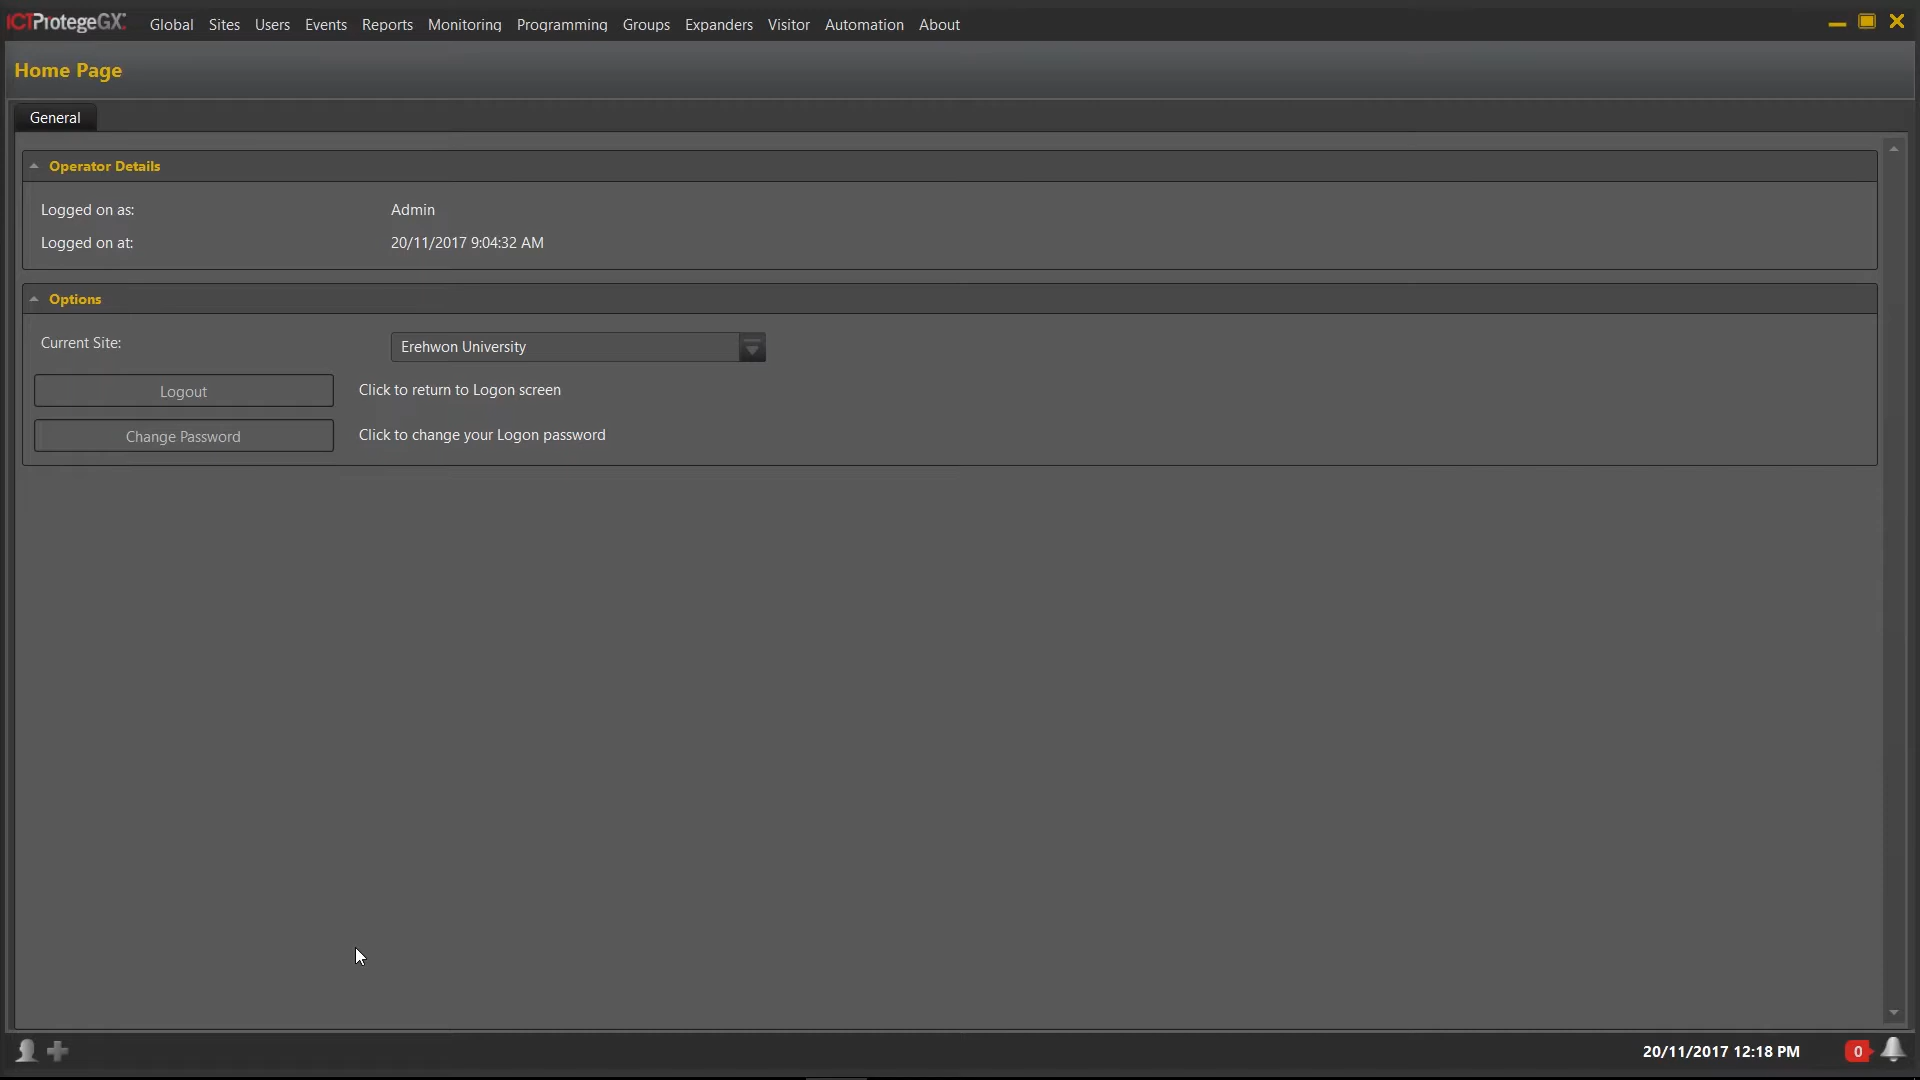 ICTProtegeGX Global Sites Users Events Reports Monitoring Programming Groups Expanders Visitor Automation About
Home Page
General
Operator Details
Logged on as: Admin
Logged on at: 20/11/2017 9:04:32 AM
Options
Current Site: Erehwon University
Logout Click to return to Logon screen
Change Password Click to change your Logon password
20/11/2017 12:18 PM 0